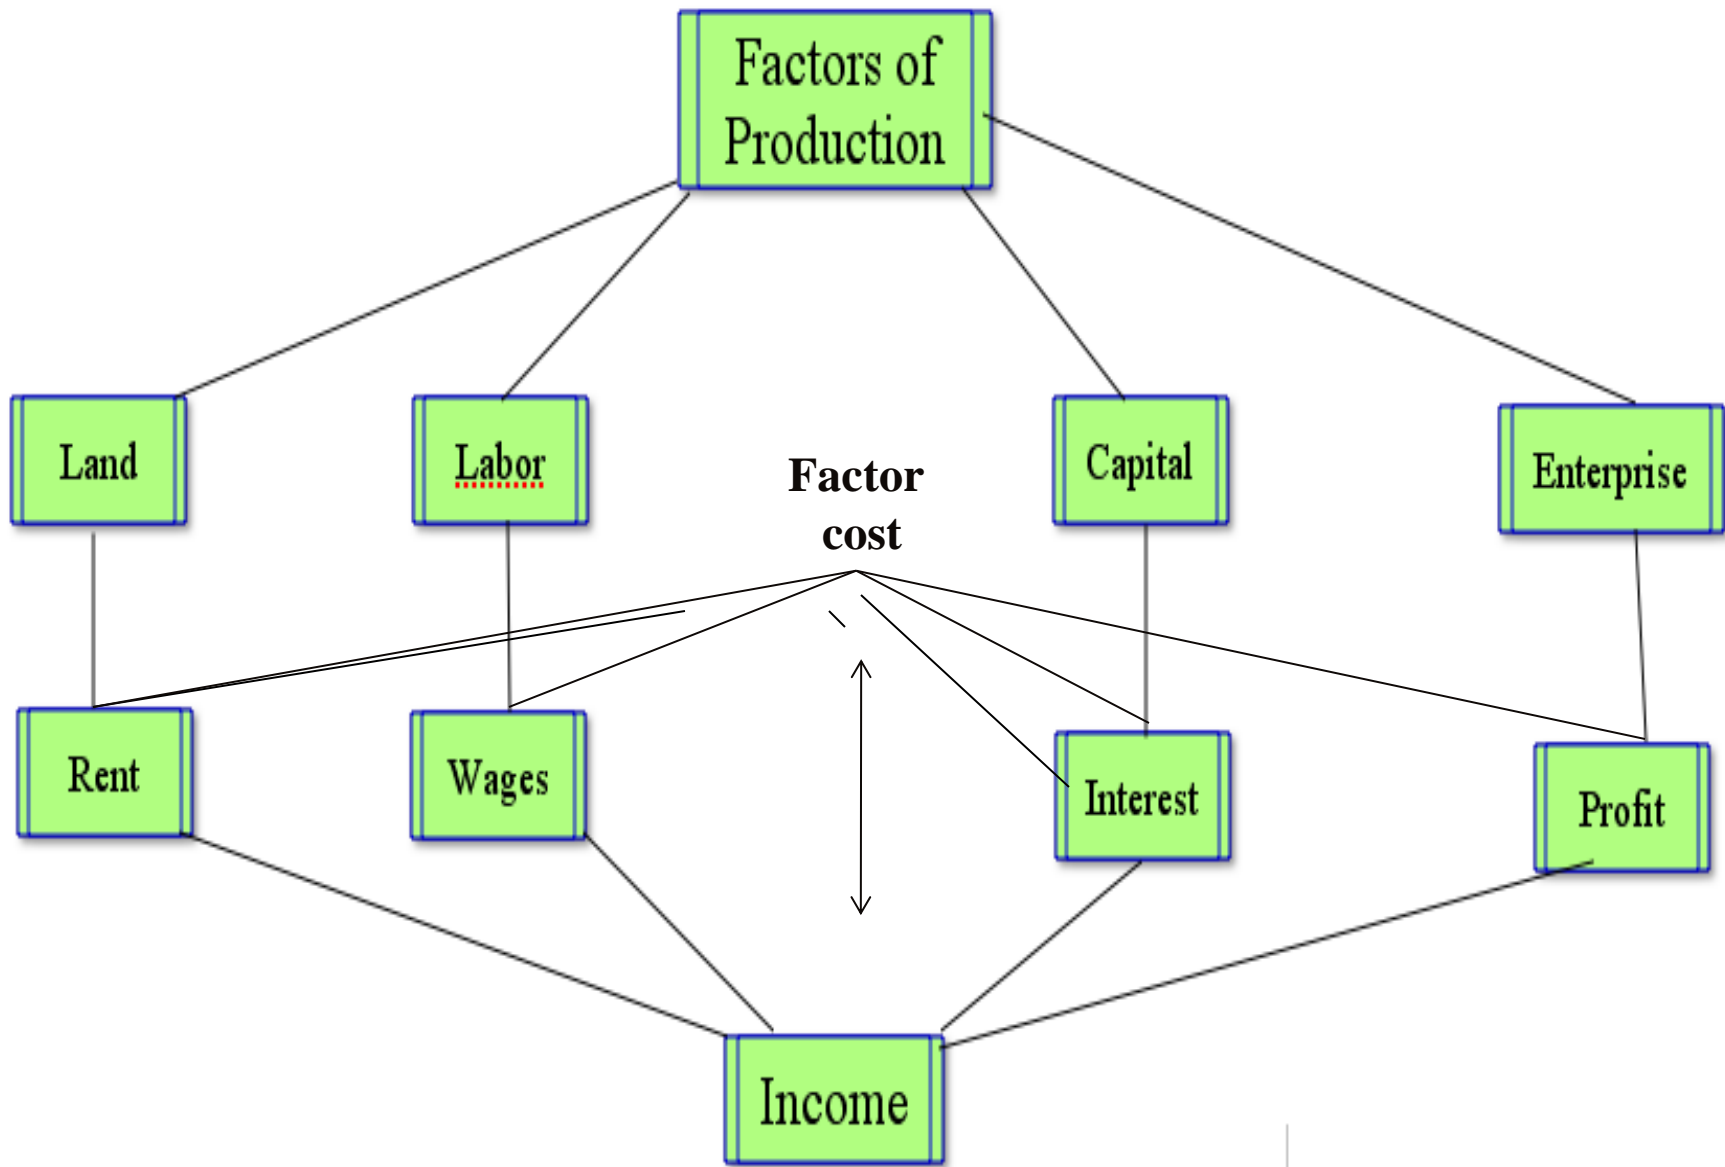 Factors of
Production
Land
Labor
Capital
Enterprise
Factor
cost
Rent
Wages
Interest
Profit
Income